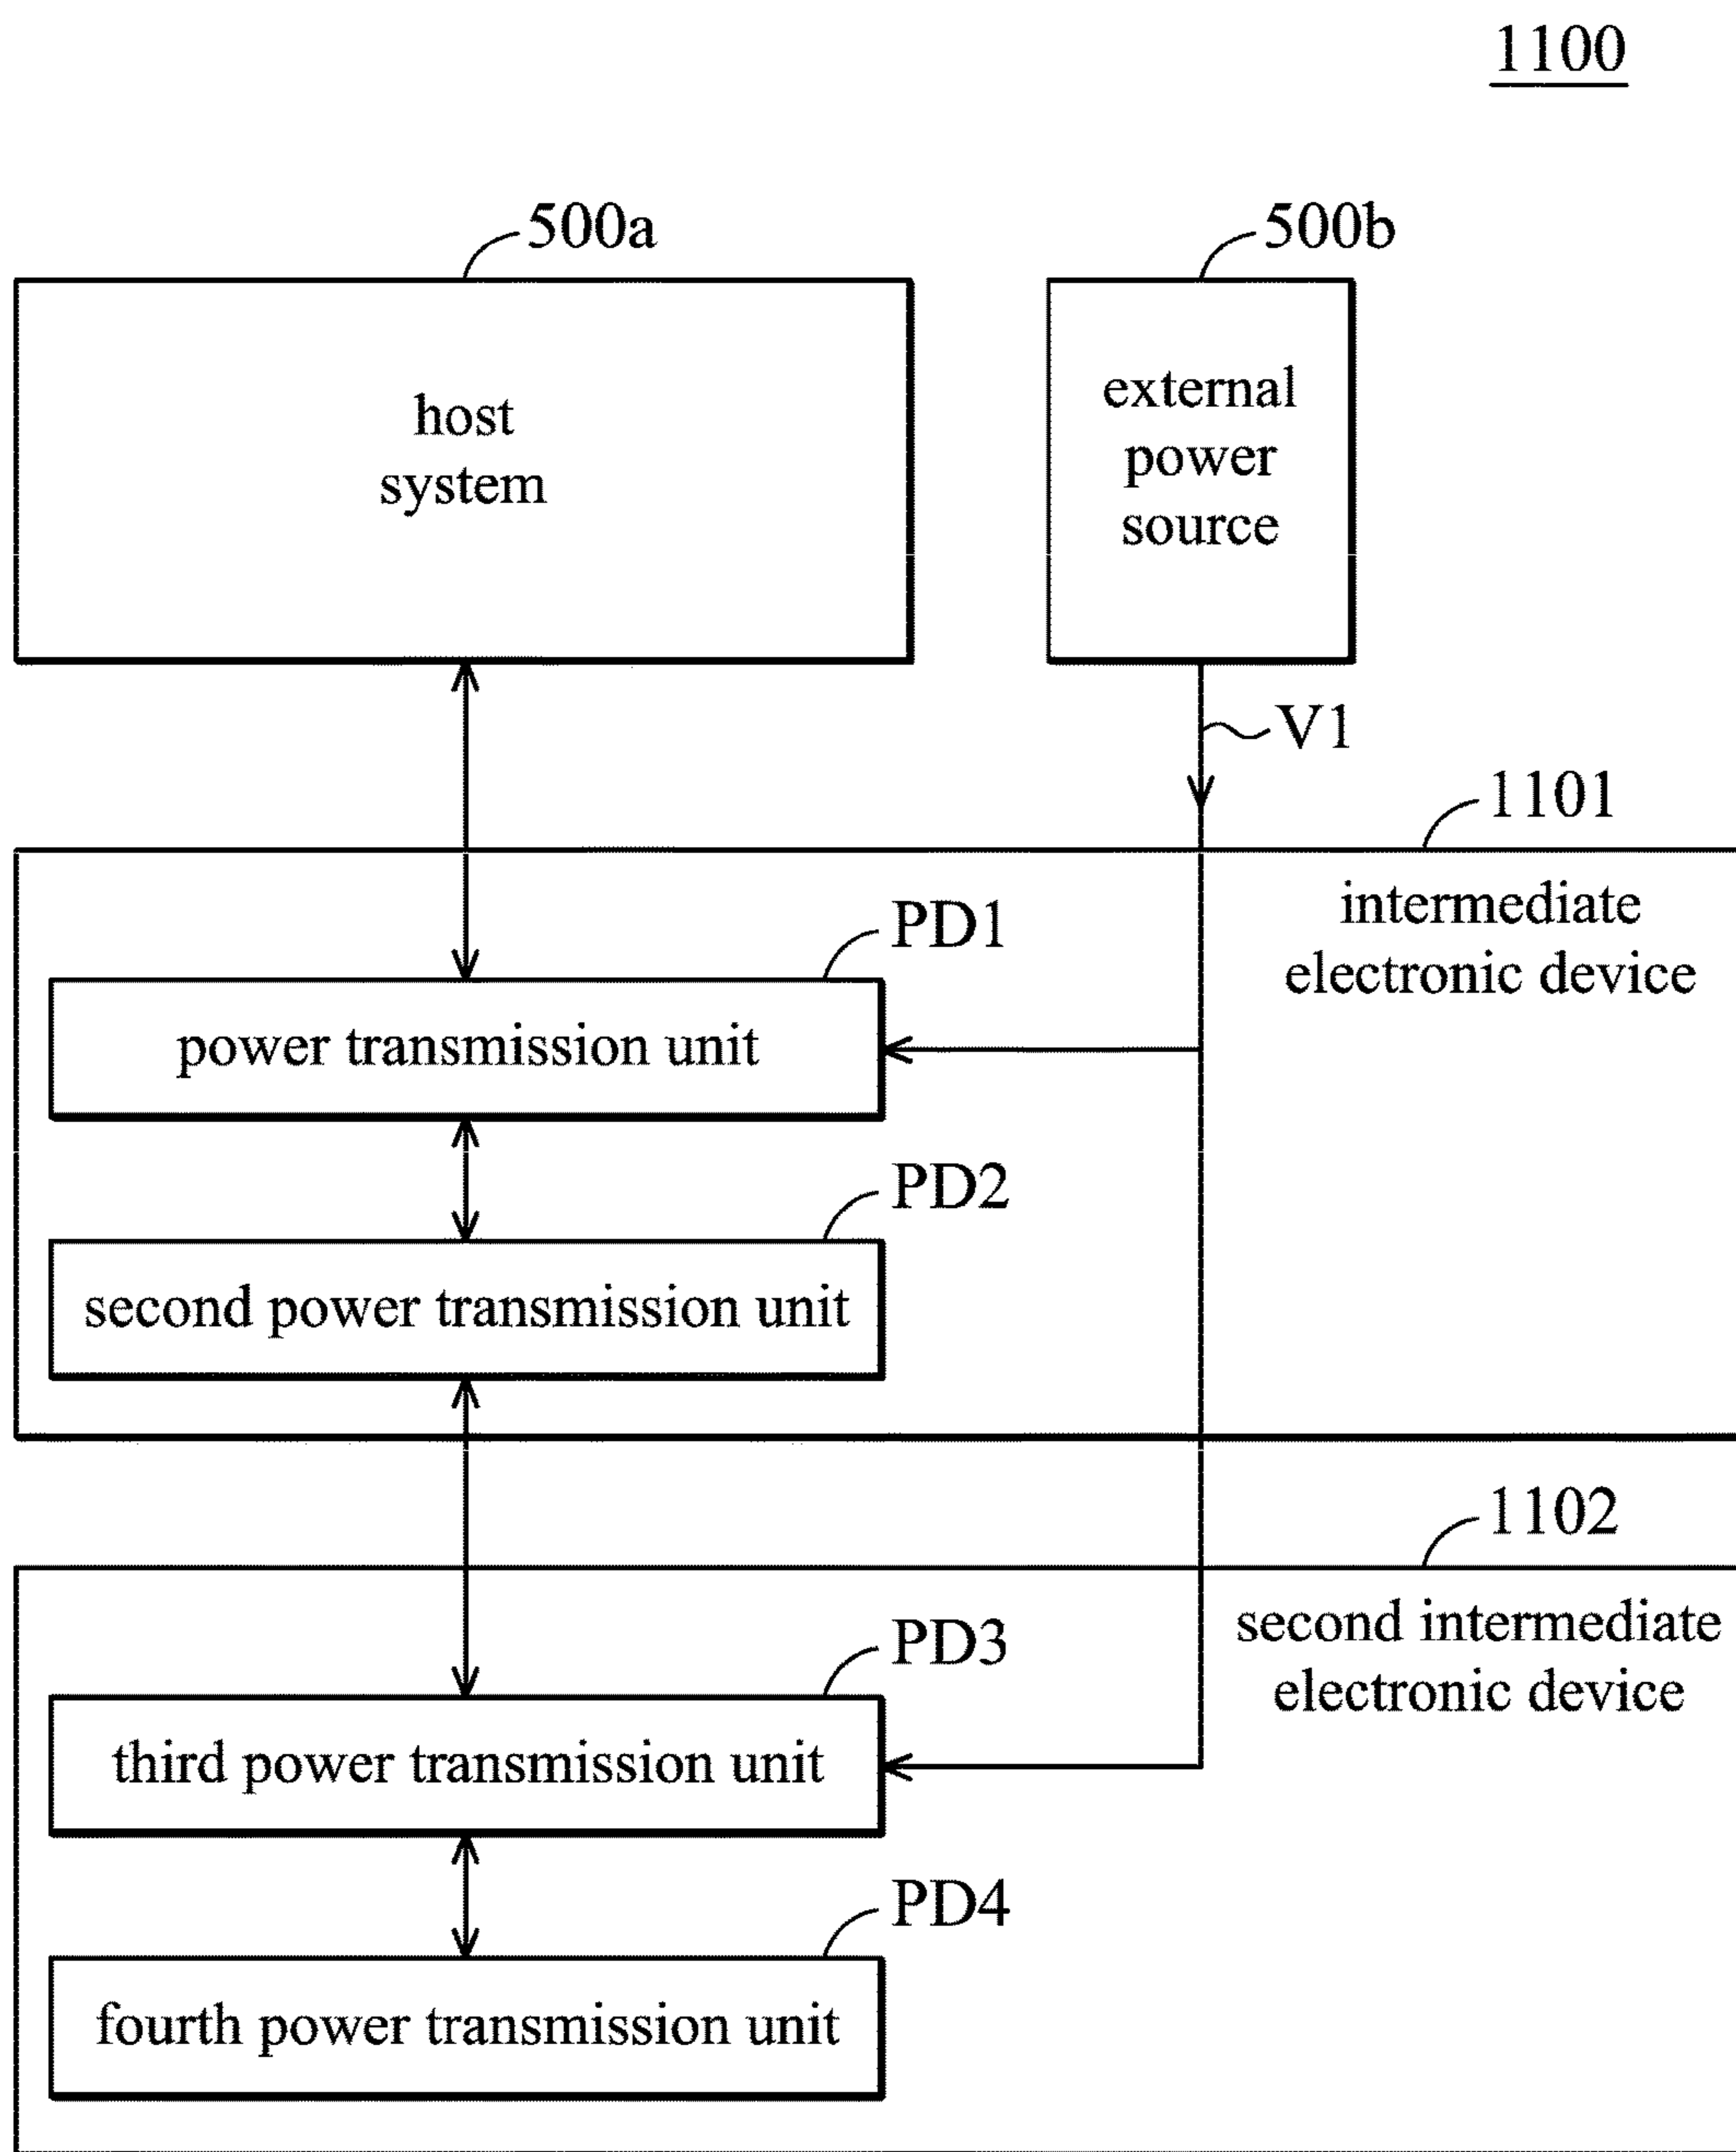 1100
500a
500b
host
system
external
power
source
V1
1101
intermediate
electronic device
PD1
power transmission unit
PD2
second power transmission unit
1102
second intermediate
electronic device
PD3
third power transmission unit
PD4
fourth power transmission unit